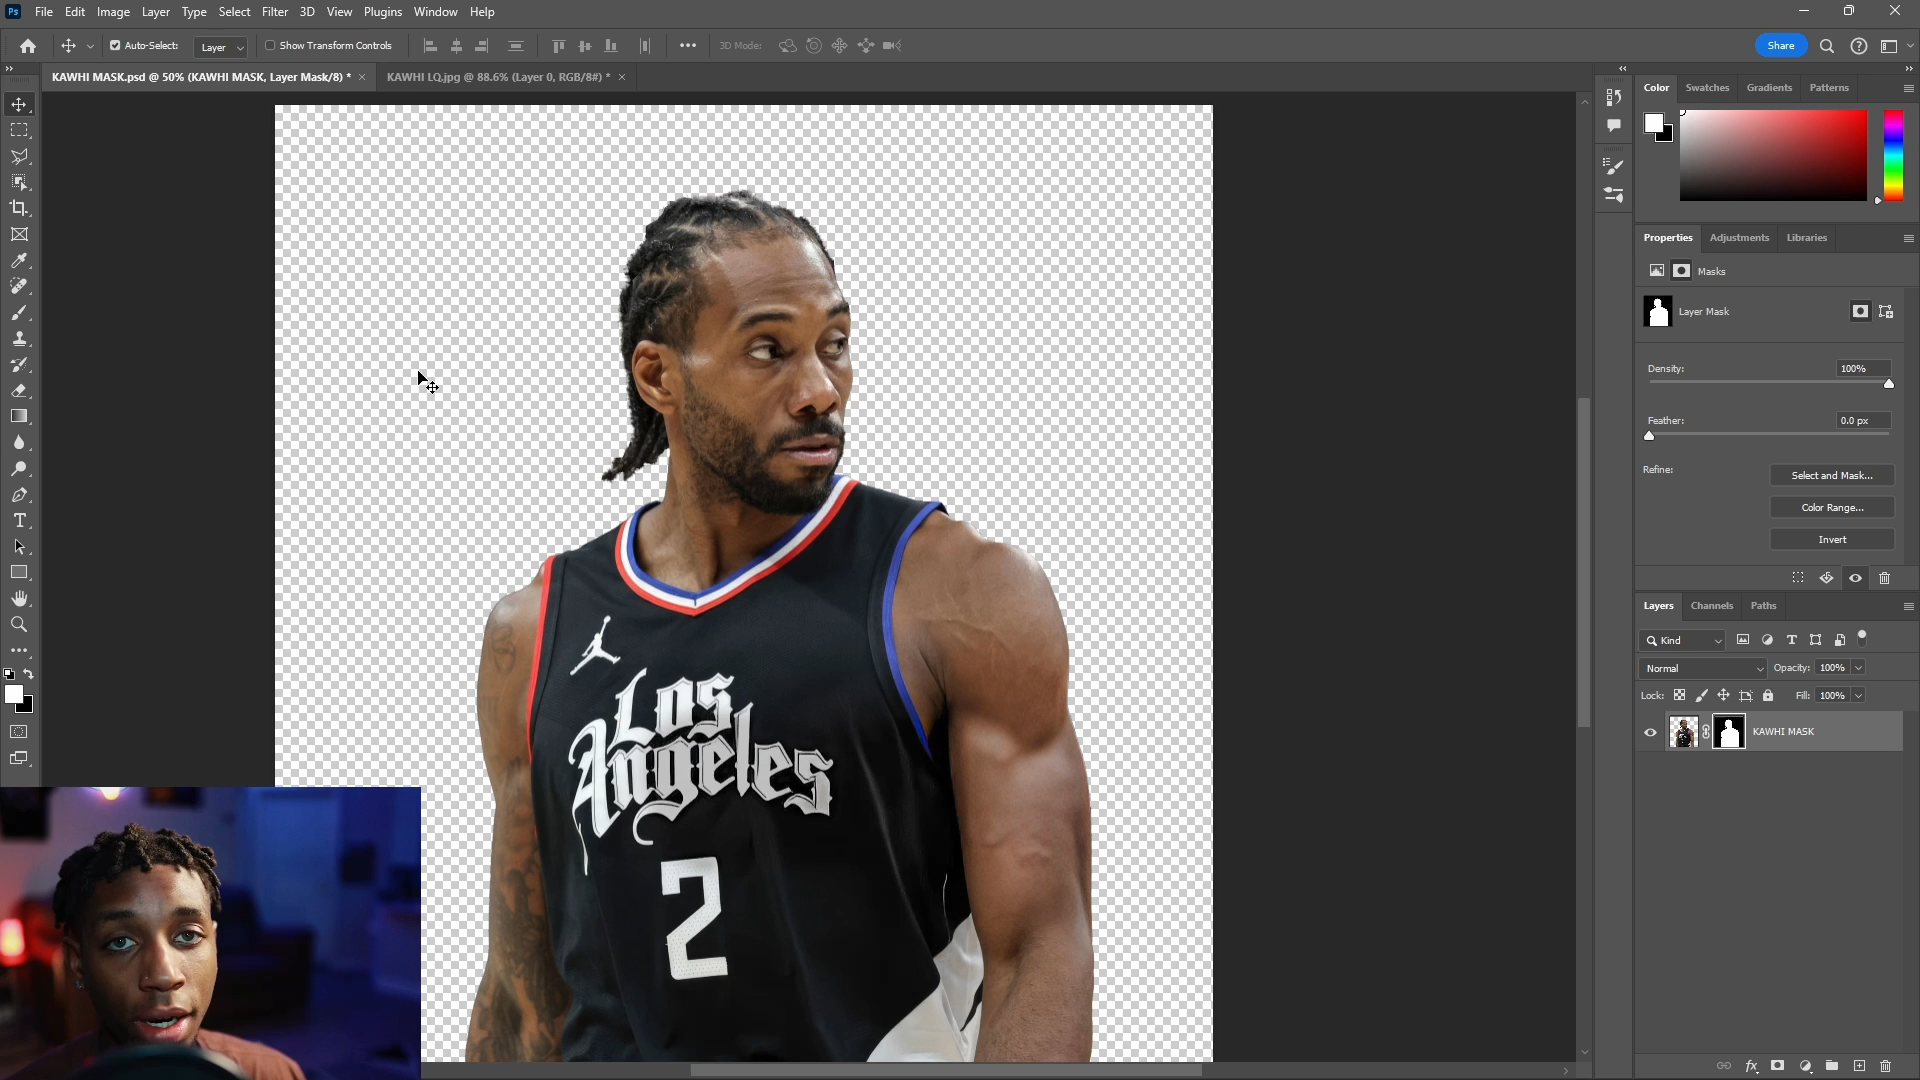 Ps File Edit Image Layer Type Select Filter 3D View Plugins Window Help
Auto-Select: Layer Show Transform Controls 3D Mode: Share
KAWHI MASK.psd @ 50% (KAWHI MASK, Layer Mask/8) * KAWHI LQ.jpg @ 88.6% (Layer 0, RGB/8#) *
Color Swatches Gradients Patterns
Properties Adjustments Libraries
Masks
Layer Mask
Density: 100%
Feather: 0.0 px
Refine: Select and Mask...
Color Range...
Invert
Layers Channels Paths
Kind
Normal Opacity: 100%
Lock: Fill: 100%
KAWHI MASK
Los
Angeles
2